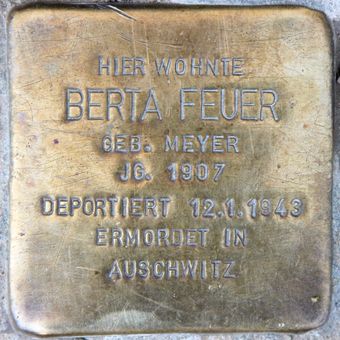 HIER WOHNTE
BERTA FEUER
GEB. MEYER
JG. 1907
DEPORTIERT 12.1.1943
ERMORDET IN
AUSCHWITZ